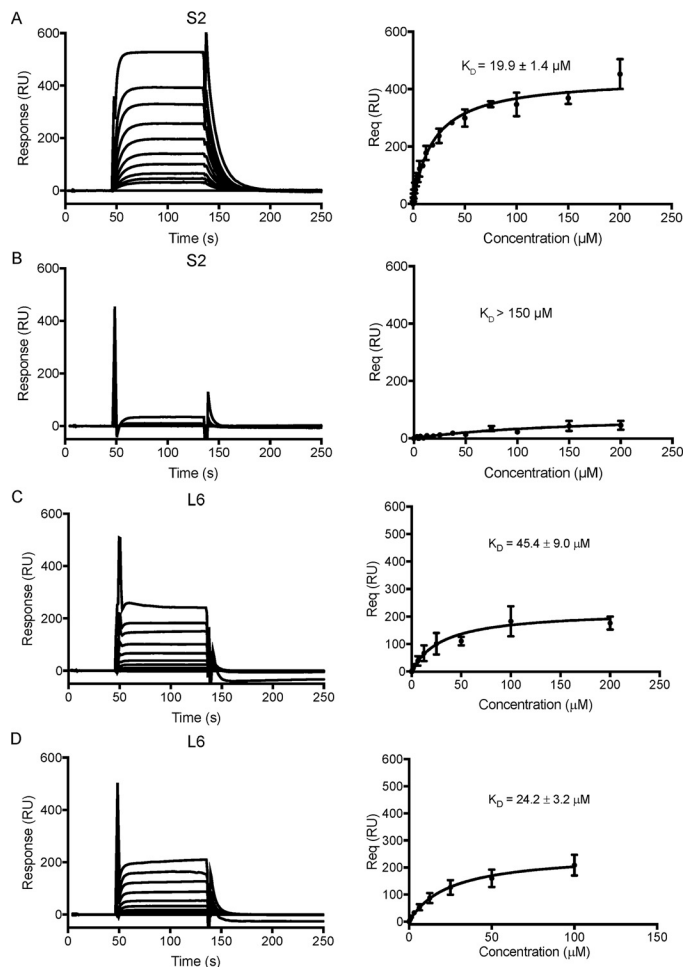 A
S2
600
400
200
0
Response (RU)
0 50 100 150 200 250
Time (s)
K_D = 19.9 ± 1.4 µM
600
400
200
0
Req (RU)
0 50 100 150 200
Concentration (µM)
B
S2
600
400
200
0
Response (RU)
0 50 100 150 200 250
Time (s)
K_D > 150 µM
600
400
200
0
Req (RU)
0 50 100 150 200
Concentration (µM)
C
L6
600
400
200
0
Response (RU)
0 50 100 150 200 250
Time (s)
K_D = 45.4 ± 9.0 µM
600
500
400
300
200
100
0
Req (RU)
0 50 100 150 200 250
Concentration (µM)
D
L6
600
400
200
0
Response (RU)
0 50 100 150 200 250
Time (s)
K_D = 24.2 ± 3.2 µM
600
500
400
300
200
100
0
Req (RU)
0 50 100 150
Concentration (µM)